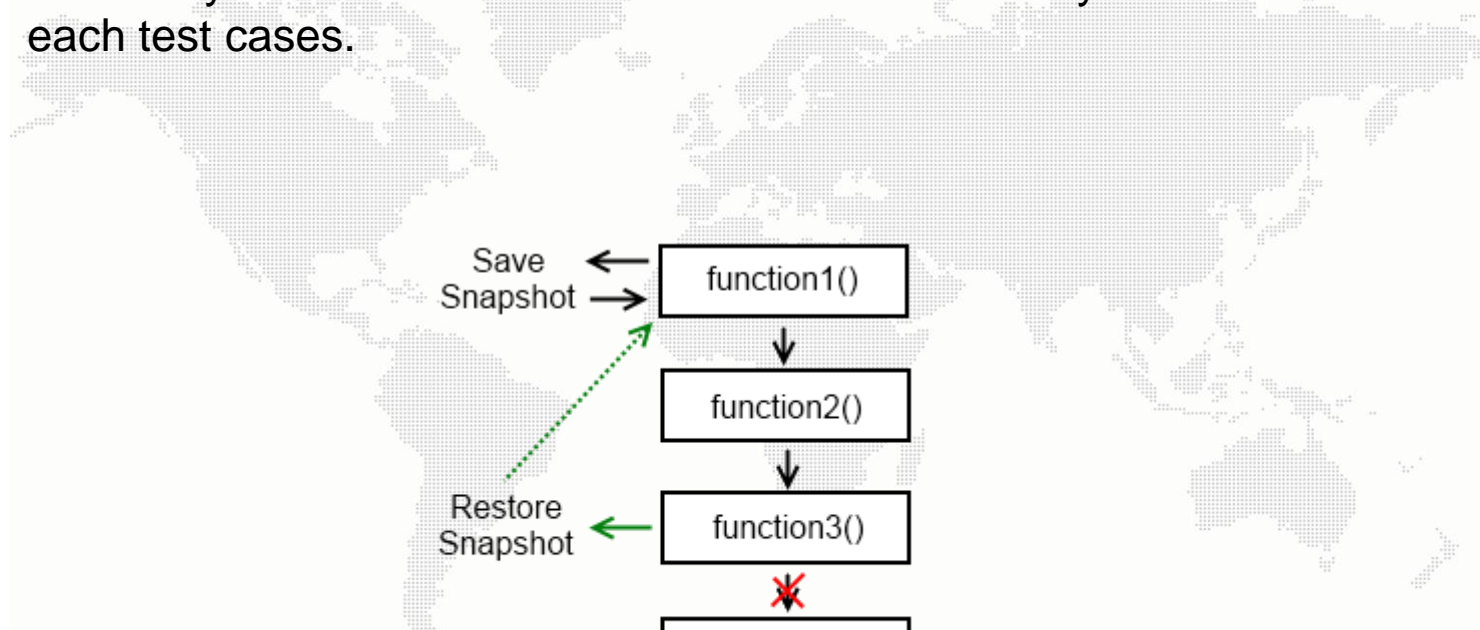 each test cases.
Save
Snapshot
function1()
function2()
Restore
Snapshot
function3()